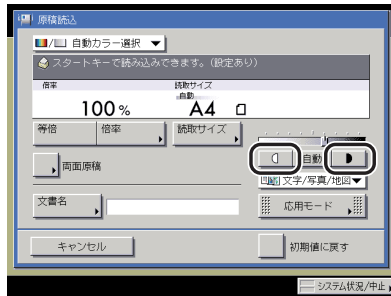 原稿読込
自動カラー選択
スタートキーで読み込みできます。(設定あり)
倍率
読取サイズ
自動
100%
A4
等倍
倍率
読取サイズ
両面原稿
自動
文字/写真/地図
文書名
応用モード
キャンセル
初期値に戻す
システム状況/中止